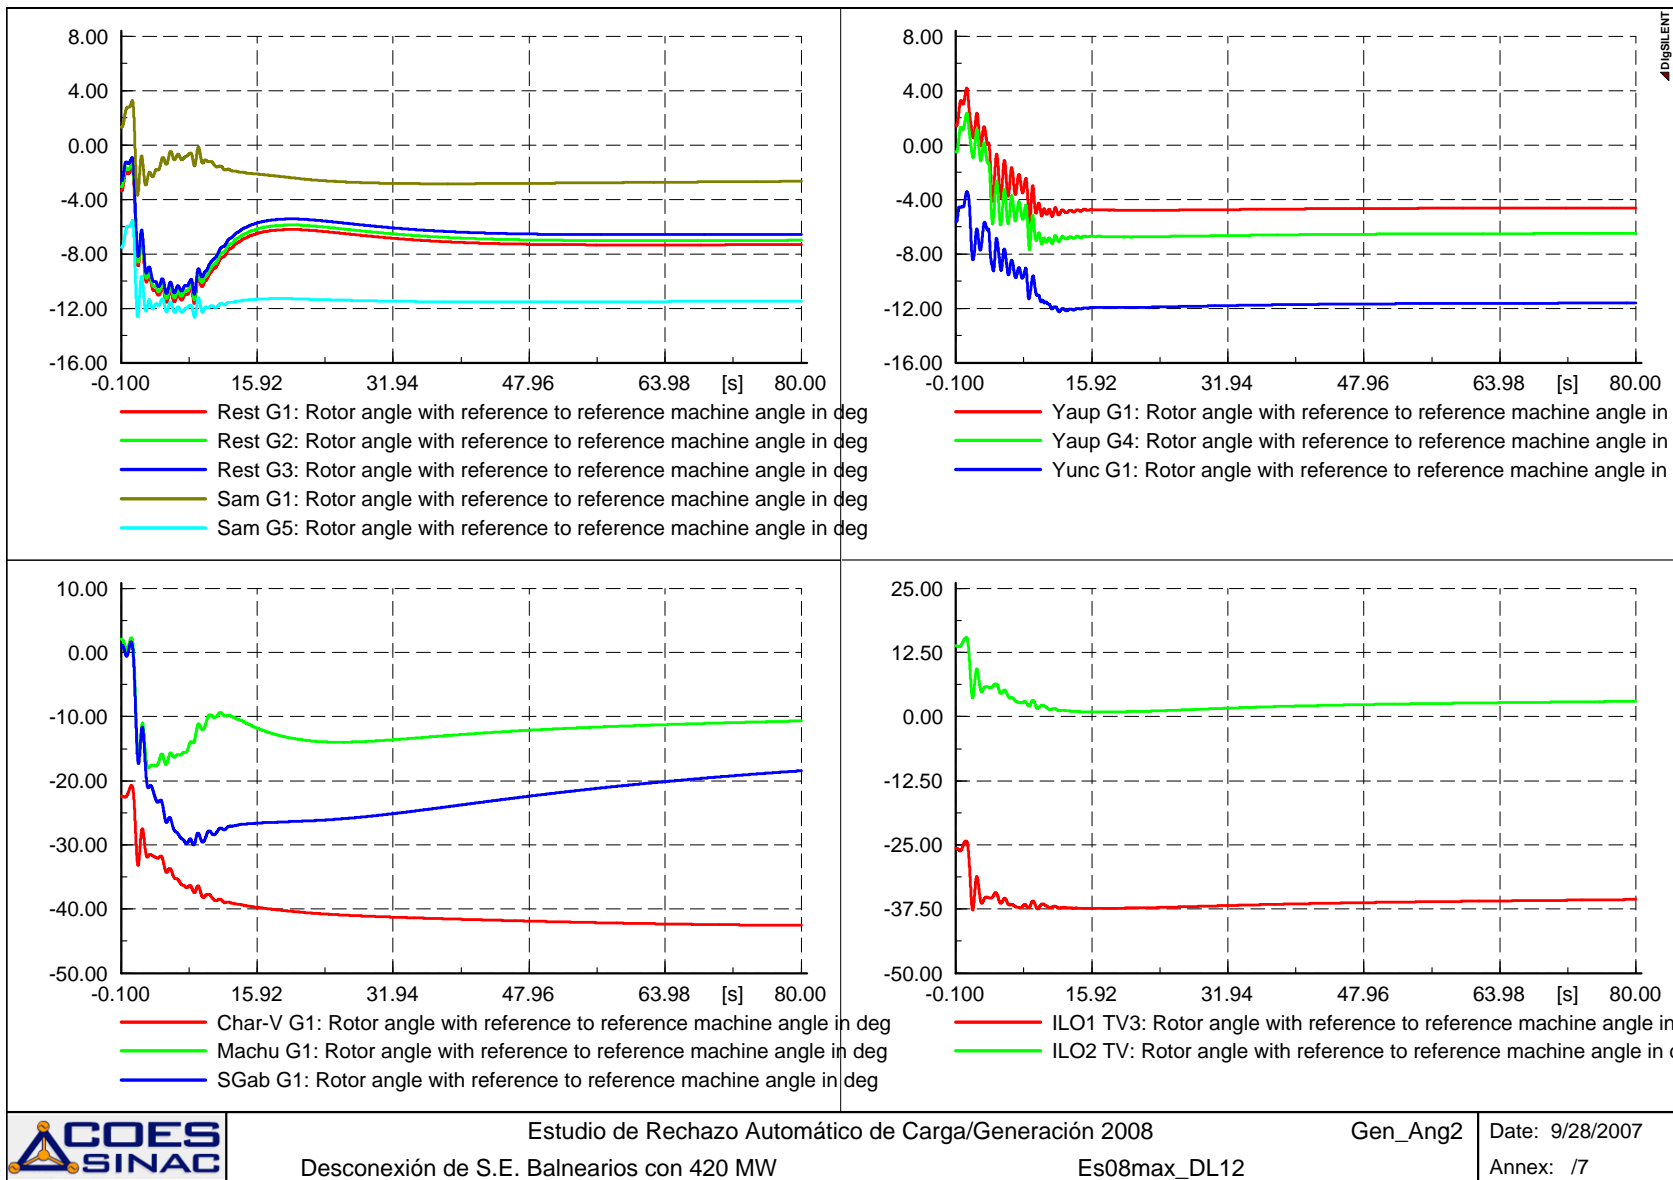 DIgSILENT
8.00
4.00
0.00
-4.00
-8.00
-12.00
-16.00
-0.100 15.92 31.94 47.96 63.98 [s] 80.00
Rest G1: Rotor angle with reference to reference machine angle in deg
Rest G2: Rotor angle with reference to reference machine angle in deg
Rest G3: Rotor angle with reference to reference machine angle in deg
Sam G1: Rotor angle with reference to reference machine angle in deg
Sam G5: Rotor angle with reference to reference machine angle in deg
8.00
4.00
0.00
-4.00
-8.00
-12.00
-16.00
-0.100 15.92 31.94 47.96 63.98 [s] 80.00
Yaup G1: Rotor angle with reference to reference machine angle in
Yaup G4: Rotor angle with reference to reference machine angle in
Yunc G1: Rotor angle with reference to reference machine angle in
10.00
0.00
-10.00
-20.00
-30.00
-40.00
-50.00
-0.100 15.92 31.94 47.96 63.98 [s] 80.00
Char-V G1: Rotor angle with reference to reference machine angle in deg
Machu G1: Rotor angle with reference to reference machine angle in deg
SGab G1: Rotor angle with reference to reference machine angle in deg
25.00
12.50
0.00
-12.50
-25.00
-37.50
-50.00
-0.100 15.92 31.94 47.96 63.98 [s] 80.00
ILO1 TV3: Rotor angle with reference to reference machine angle in
ILO2 TV: Rotor angle with reference to reference machine angle in
COES
SINAC
Estudio de Rechazo Automático de Carga/Generación 2008 Gen_Ang2
Desconexión de S.E. Balnearios con 420 MW Es08max_DL12
Date: 9/28/2007
Annex: /7